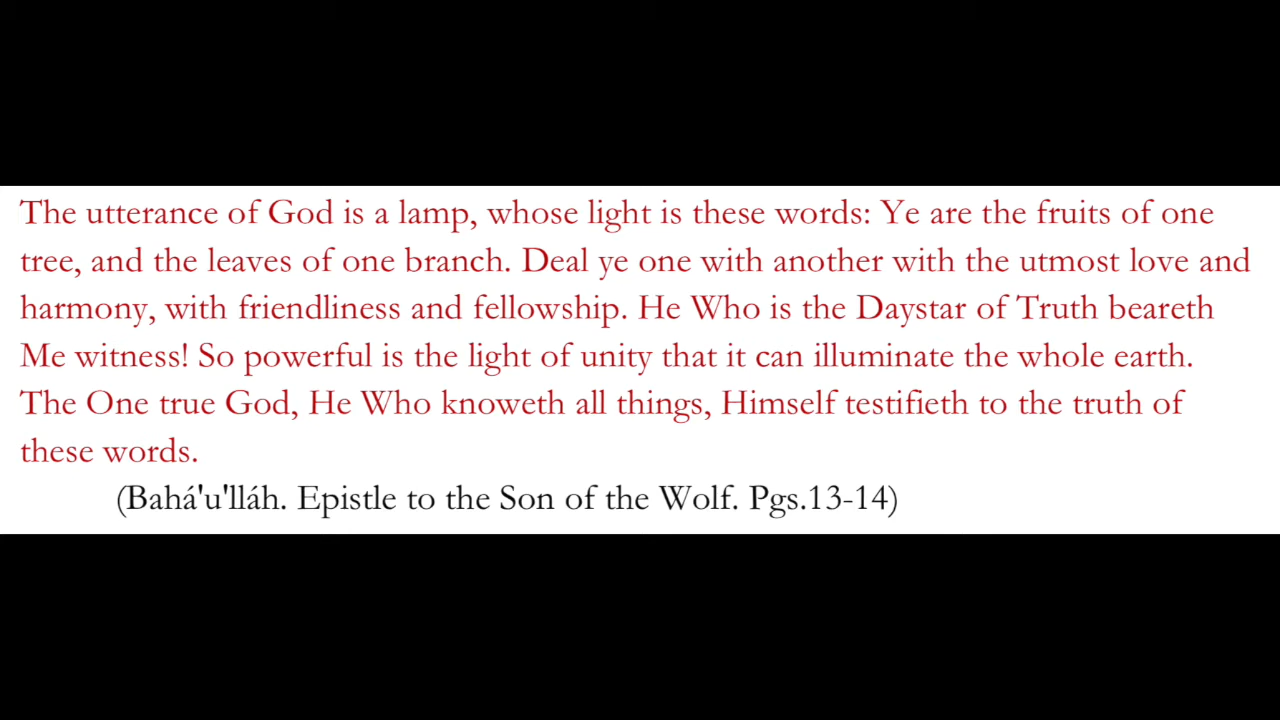 The utterance of God is a lamp, whose light is these words: Ye are the fruits of one
tree, and the leaves of one branch. Deal ye one with another with the utmost love and
harmony, with friendliness and fellowship. He Who is the Daystar of Truth beareth
Me witness! So powerful is the light of unity that it can illuminate the whole earth.
The One true God, He Who knoweth all things, Himself testifieth to the truth of
these words.
(Bahá'u'lláh. Epistle to the Son of the Wolf. Pgs.13-14)